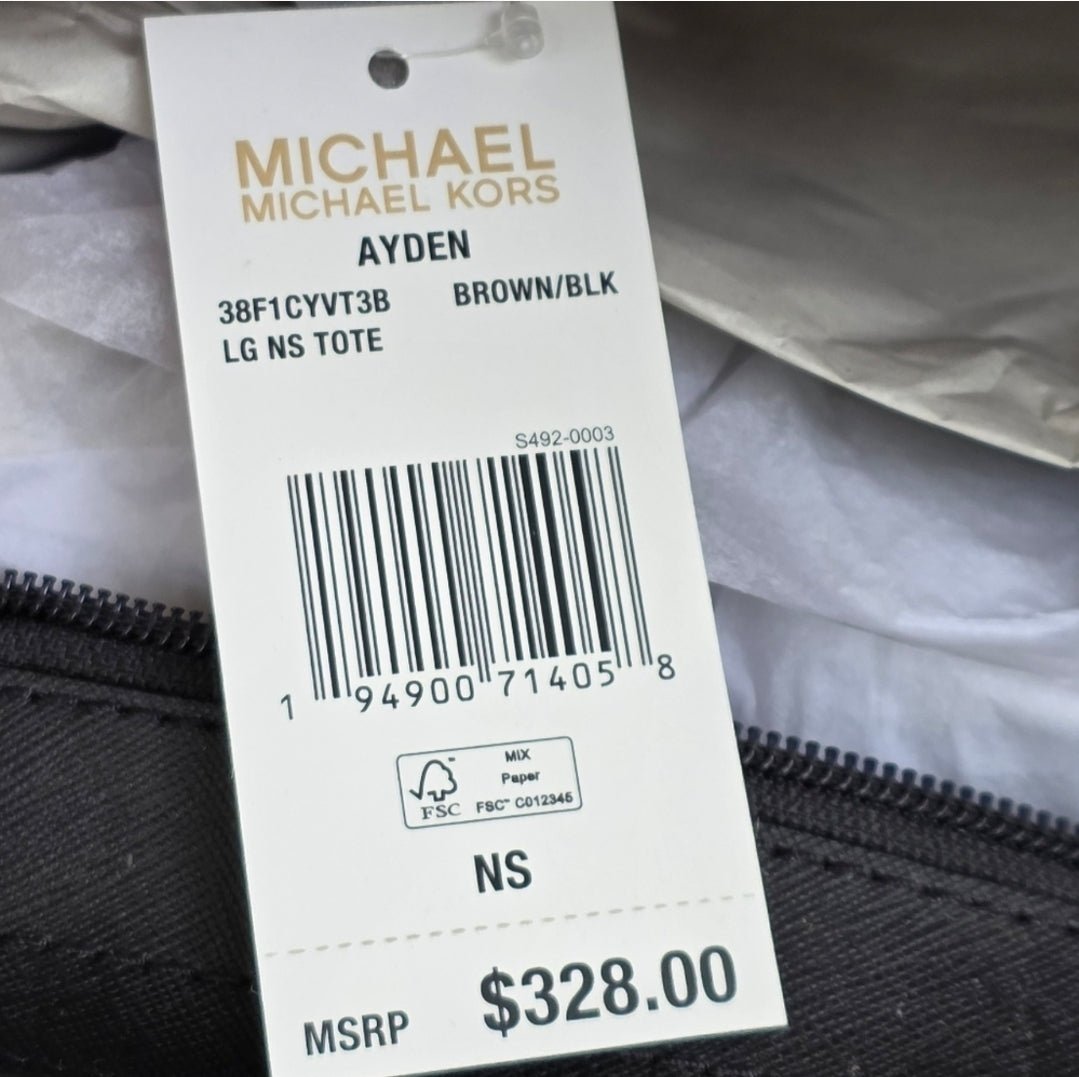 MICHAEL
MICHAEL KORS
AYDEN
38F1CYVT3B BROWN/BLK
LG NS TOTE
S492-0003
1 94900 71405 8
MIX
Paper
FSC™ C012345
FSC
NS
MSRP $328.00